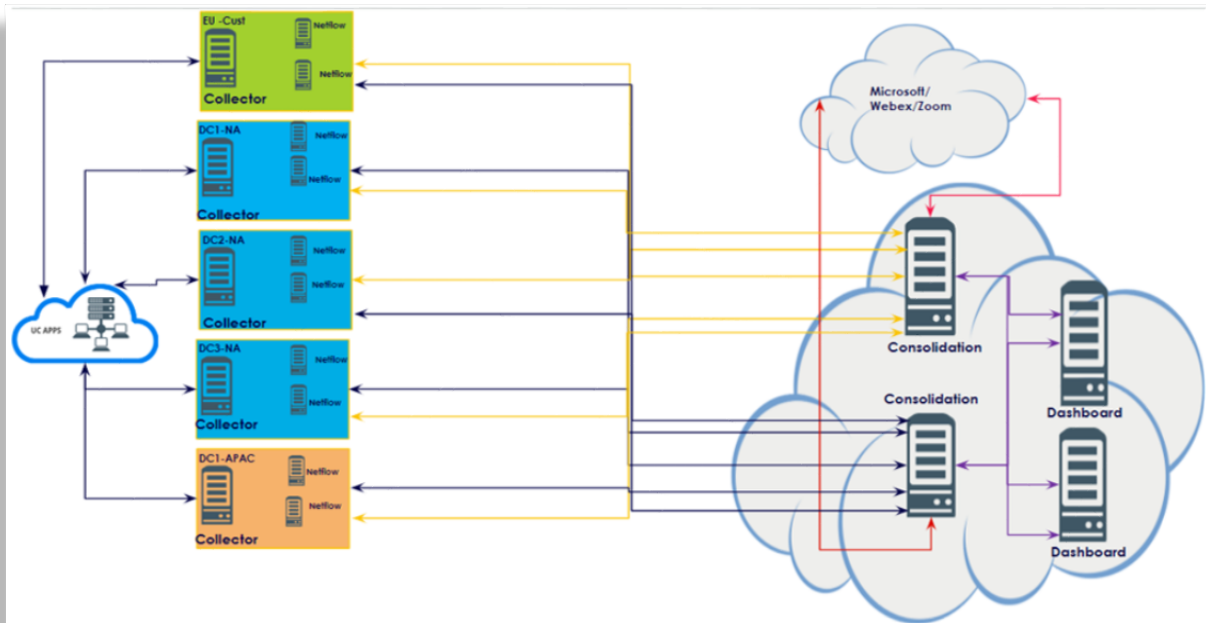 EU -Cust
Netflow
Netflow
Collector
DC1-NA
Netflow
Netflow
Collector
DC2-NA
Netflow
Netflow
Collector
DC3-NA
Netflow
Netflow
Collector
DC1-APAC
Netflow
Netflow
Collector
UC APPS
Microsoft/
Webex/Zoom
Consolidation
Consolidation
Dashboard
Dashboard